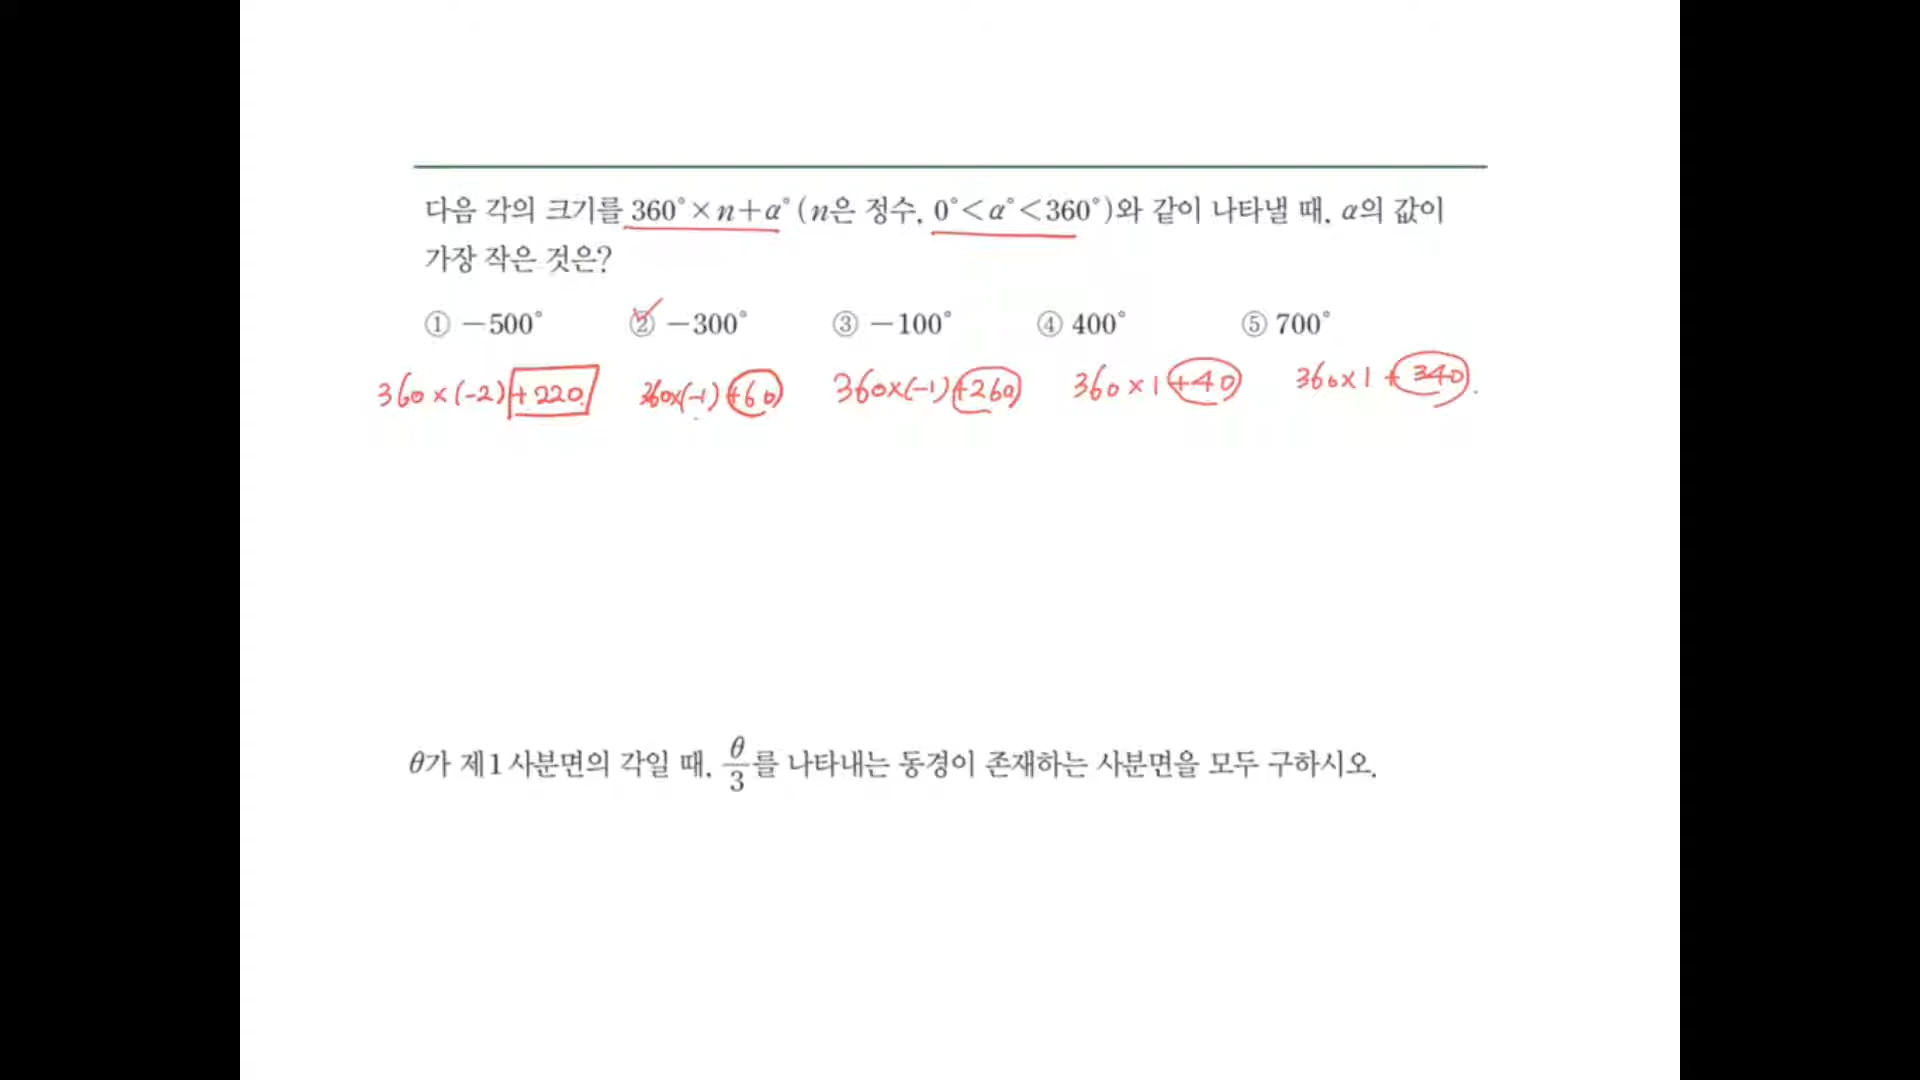 다음 각의 크기를 360°×n+α° (n은 정수, 0°<α°<360°)와 같이 나타낼 때, α의 값이
가장 작은 것은?
① −500° ② −300° ③ −100° ④ 400° ⑤ 700°
360×(−2)+220 360×(−1)+60 360×(−1)+260 360×1+40 360×1+340.
θ가 제1사분면의 각일 때, θ/3를 나타내는 동경이 존재하는 사분면을 모두 구하시오.